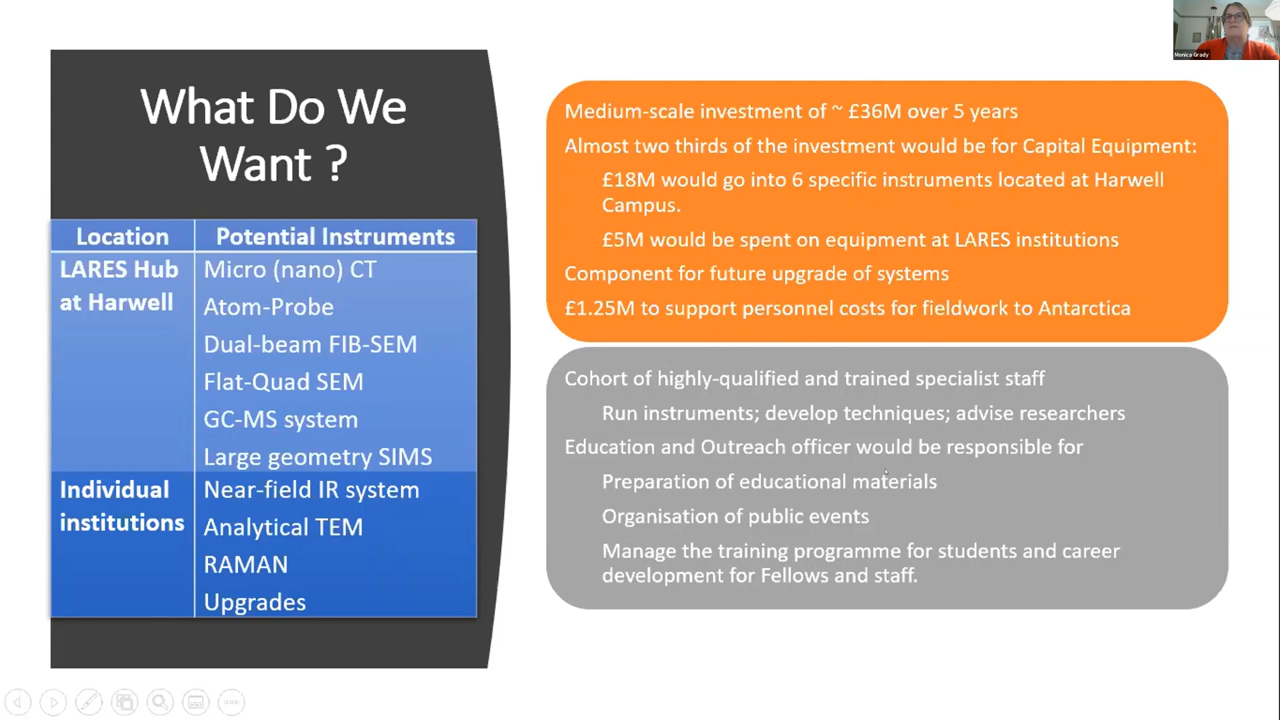 Monica Grady
What Do We
Want ?
Location
Potential Instruments
LARES Hub
at Harwell
Micro (nano) CT
Atom-Probe
Dual-beam FIB-SEM
Flat-Quad SEM
GC-MS system
Large geometry SIMS
Individual
institutions
Near-field IR system
Analytical TEM
RAMAN
Upgrades
Medium-scale investment of ~ £36M over 5 years
Almost two thirds of the investment would be for Capital Equipment:
£18M would go into 6 specific instruments located at Harwell
Campus.
£5M would be spent on equipment at LARES institutions
Component for future upgrade of systems
£1.25M to support personnel costs for fieldwork to Antarctica
Cohort of highly-qualified and trained specialist staff
Run instruments; develop techniques; advise researchers
Education and Outreach officer would be responsible for
Preparation of educational materials
Organisation of public events
Manage the training programme for students and career
development for Fellows and staff.